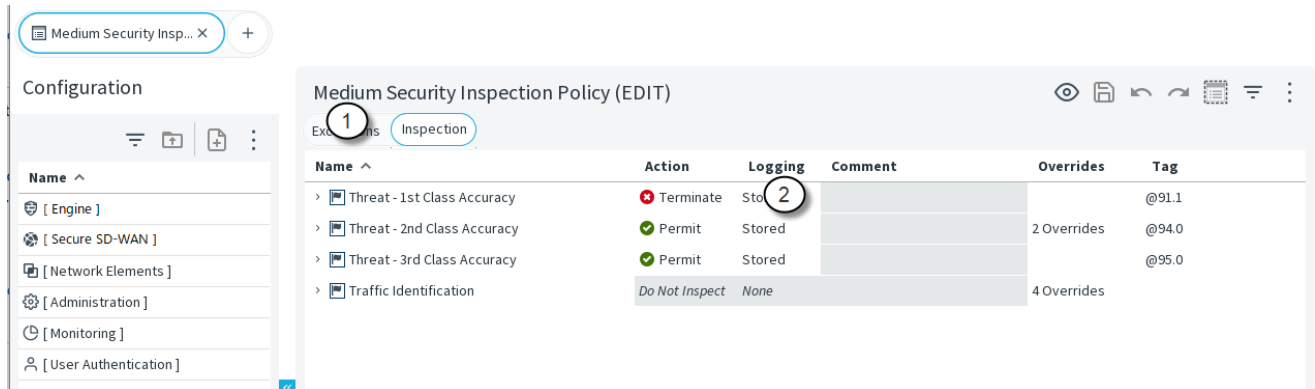 Medium Security Insp... ×
+
Configuration
Name
[ Engine ]
[ Secure SD-WAN ]
[ Network Elements ]
[ Administration ]
[ Monitoring ]
[ User Authentication ]
Medium Security Inspection Policy (EDIT)
1
Inspection
Name Action Logging Comment Overrides Tag
2
Threat - 1st Class Accuracy Terminate @91.1
Threat - 2nd Class Accuracy Permit Stored 2 Overrides @94.0
Threat - 3rd Class Accuracy Permit Stored @95.0
Traffic Identification Do Not Inspect None 4 Overrides
«